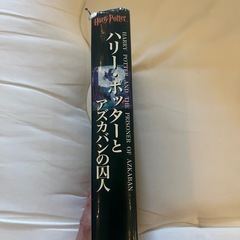 Harry Potter
ハリー・ポッターと
アズカバンの囚人
HARRY POTTER AND THE PRISONER OF AZKABAN